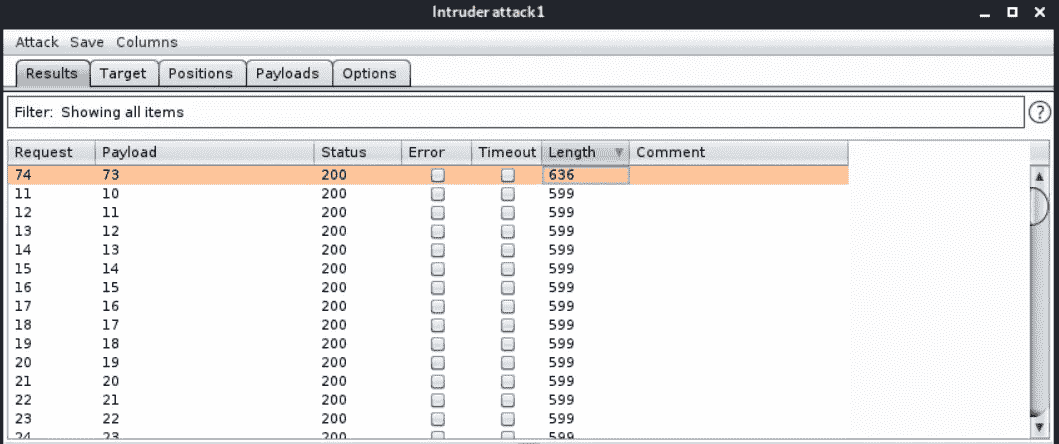 Intruder attack1
Attack Save Columns
Results Target Positions Payloads Options
Filter: Showing all items ?
Request Payload Status Error Timeout Length Comment
74 73 200 636
11 10 200 599
12 11 200 599
13 12 200 599
14 13 200 599
15 14 200 599
16 15 200 599
17 16 200 599
18 17 200 599
19 18 200 599
20 19 200 599
21 20 200 599
22 21 200 599
23 22 200 599
24 23 200 599